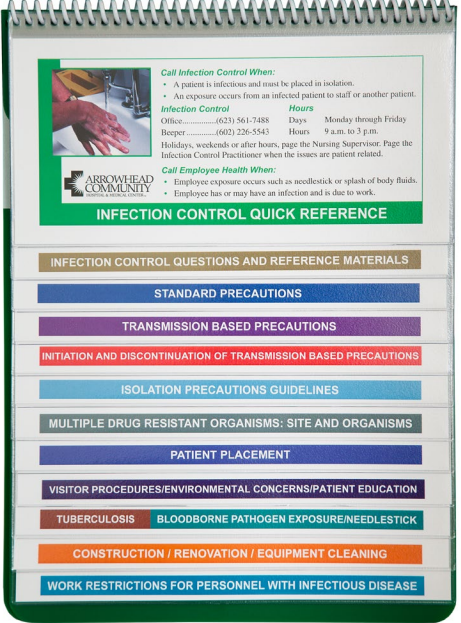 Call Infection Control When:
• A patient is infectious and must be placed in isolation.
• An exposure occurs from an infected patient to staff or another patient.
Infection Control Hours
Office................(623) 561-7488 Days Monday through Friday
Beeper..............(602) 226-5543 Hours 9 a.m. to 3 p.m.
Holidays, weekends or after hours, page the Nursing Supervisor. Page the
Infection Control Practitioner when the issues are patient related.
Call Employee Health When:
• Employee exposure occurs such as needlestick or splash of body fluids.
• Employee has or may have an infection and is due to work.
ARROWHEAD
COMMUNITY
HOSPITAL & MEDICAL CENTER
INFECTION CONTROL QUICK REFERENCE
INFECTION CONTROL QUESTIONS AND REFERENCE MATERIALS
STANDARD PRECAUTIONS
TRANSMISSION BASED PRECAUTIONS
INITIATION AND DISCONTINUATION OF TRANSMISSION BASED PRECAUTIONS
ISOLATION PRECAUTIONS GUIDELINES
MULTIPLE DRUG RESISTANT ORGANISMS: SITE AND ORGANISMS
PATIENT PLACEMENT
VISITOR PROCEDURES/ENVIRONMENTAL CONCERNS/PATIENT EDUCATION
TUBERCULOSIS BLOODBORNE PATHOGEN EXPOSURE/NEEDLESTICK
CONSTRUCTION / RENOVATION / EQUIPMENT CLEANING
WORK RESTRICTIONS FOR PERSONNEL WITH INFECTIOUS DISEASE